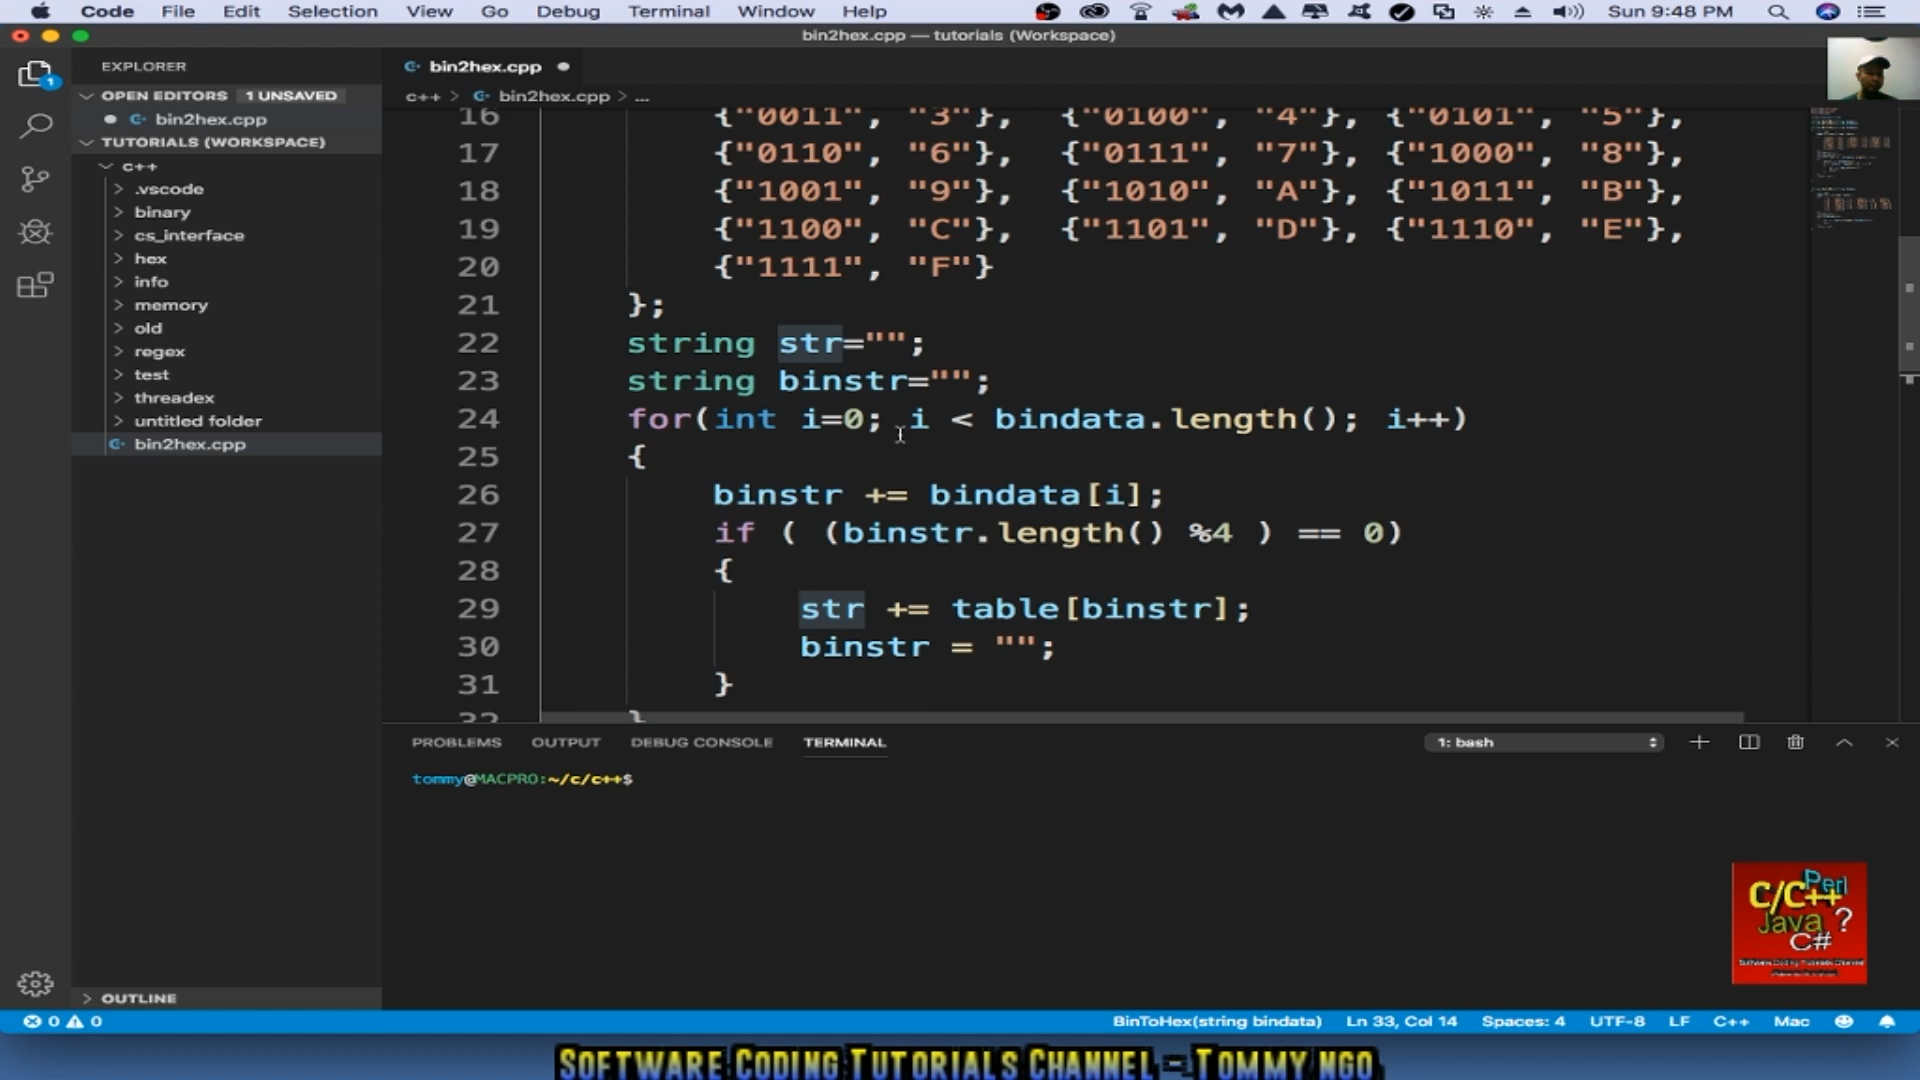 Code File Edit Selection View Go Debug Terminal Window Help Sun 9:48 PM
bin2hex.cpp — tutorials (Workspace)
EXPLORER
OPEN EDITORS 1 UNSAVED
bin2hex.cpp
TUTORIALS (WORKSPACE)
c++
.vscode
binary
cs_interface
hex
info
memory
old
regex
test
threadex
untitled folder
bin2hex.cpp
OUTLINE
1
bin2hex.cpp
c++ > bin2hex.cpp > ...
16 {"0011", "3"}, {"0100", "4"}, {"0101", "5"},
17 {"0110", "6"}, {"0111", "7"}, {"1000", "8"},
18 {"1001", "9"}, {"1010", "A"}, {"1011", "B"},
19 {"1100", "C"}, {"1101", "D"}, {"1110", "E"},
20 {"1111", "F"}
21 };
22 string str="";
23 string binstr="";
24 for(int i=0; i < bindata.length(); i++)
25 {
26 binstr += bindata[i];
27 if ( (binstr.length() %4 ) == 0)
28 {
29 str += table[binstr];
30 binstr = "";
31 }
32 }
PROBLEMS OUTPUT DEBUG CONSOLE TERMINAL 1: bash
tommy@MACPRO:~/c/c++$
C/C++ Perl
Java ?
C#
0 0 BinToHex(string bindata) Ln 33, Col 14 Spaces: 4 UTF-8 LF C++ Mac
SOFTWARE CODING TUTORIALS CHANNEL - TOMMY NGO